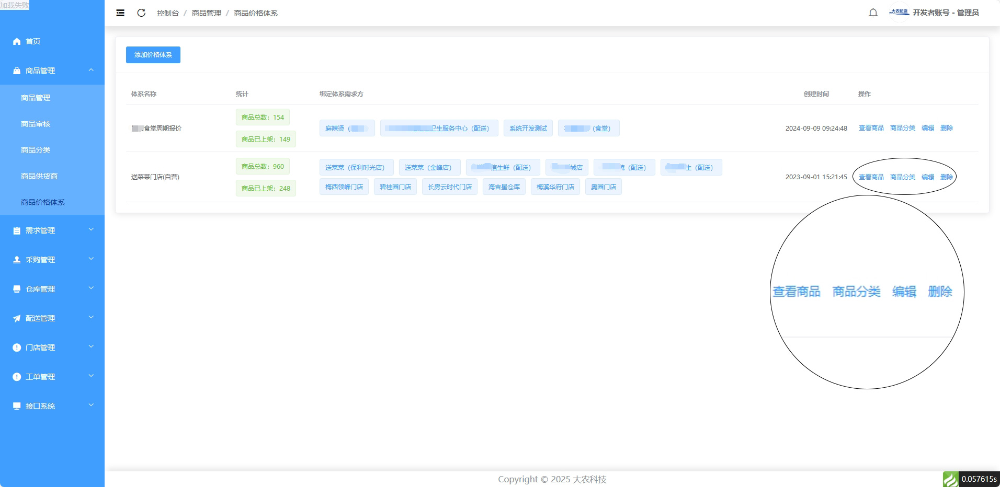 加载失败
控制台 / 商品管理 / 商品价格体系
大农配送 开发者账号 - 管理员
首页
商品管理
商品管理
商品审核
商品分类
商品供货商
商品价格体系
需求管理
采购管理
仓库管理
配送管理
门店管理
工单管理
接口系统
添加价格体系
体系名称 统计 绑定体系需求方 创建时间 操作
食堂周期报价
商品总数：154
商品已上架：149
麻辣烫（ 卫生服务中心（配送） 系统开发测试 （食堂）
2024-09-09 09:24:48 查看商品 商品分类 编辑 删除
送菜菜门店(自营)
商品总数：960
商品已上架：248
送菜菜（保利时光店） 送菜菜（金峰店） 信生鲜（配送） 城店 （配送） 生（配送）
梅西领峰门店 碧桂园门店 长房云时代门店 海吉星仓库 梅溪华府门店 奥园门店
2023-09-01 15:21:45 查看商品 商品分类 编辑 删除
查看商品 商品分类 编辑 删除
Copyright © 2025 大农科技
0.057615s